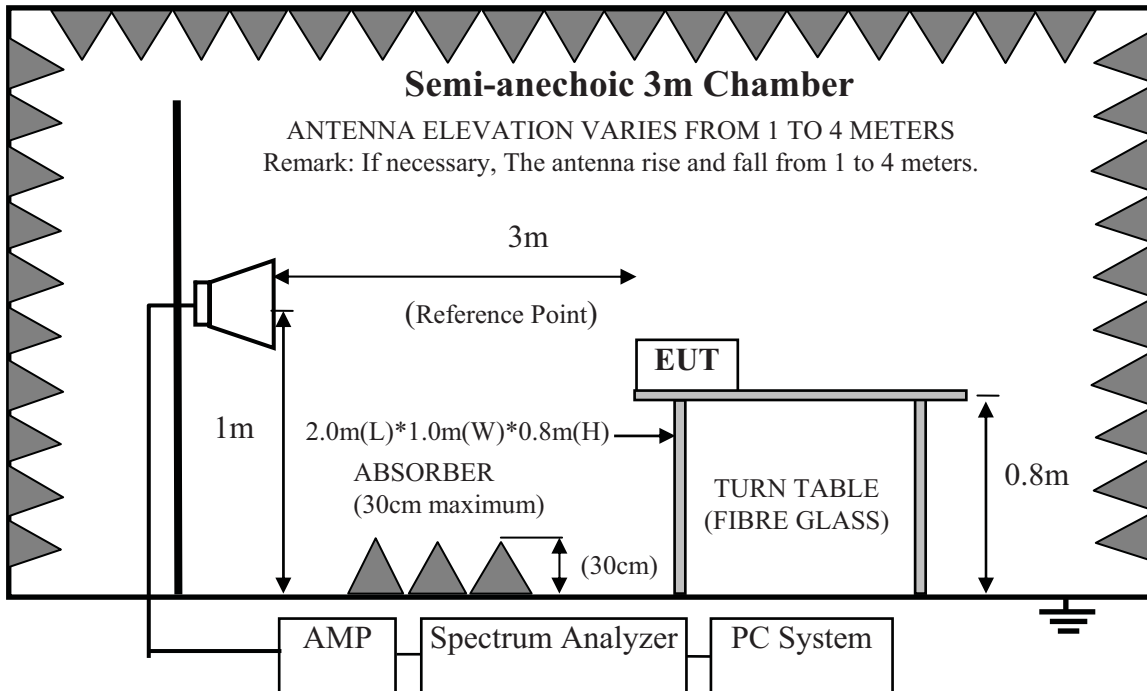 Semi-anechoic 3m Chamber
ANTENNA ELEVATION VARIES FROM 1 TO 4 METERS
Remark: If necessary, The antenna rise and fall from 1 to 4 meters.
3m
(Reference Point)
EUT
1m
2.0m(L)*1.0m(W)*0.8m(H)
ABSORBER
(30cm maximum)
TURN TABLE
(FIBRE GLASS)
0.8m
(30cm)
AMP
Spectrum Analyzer
PC System